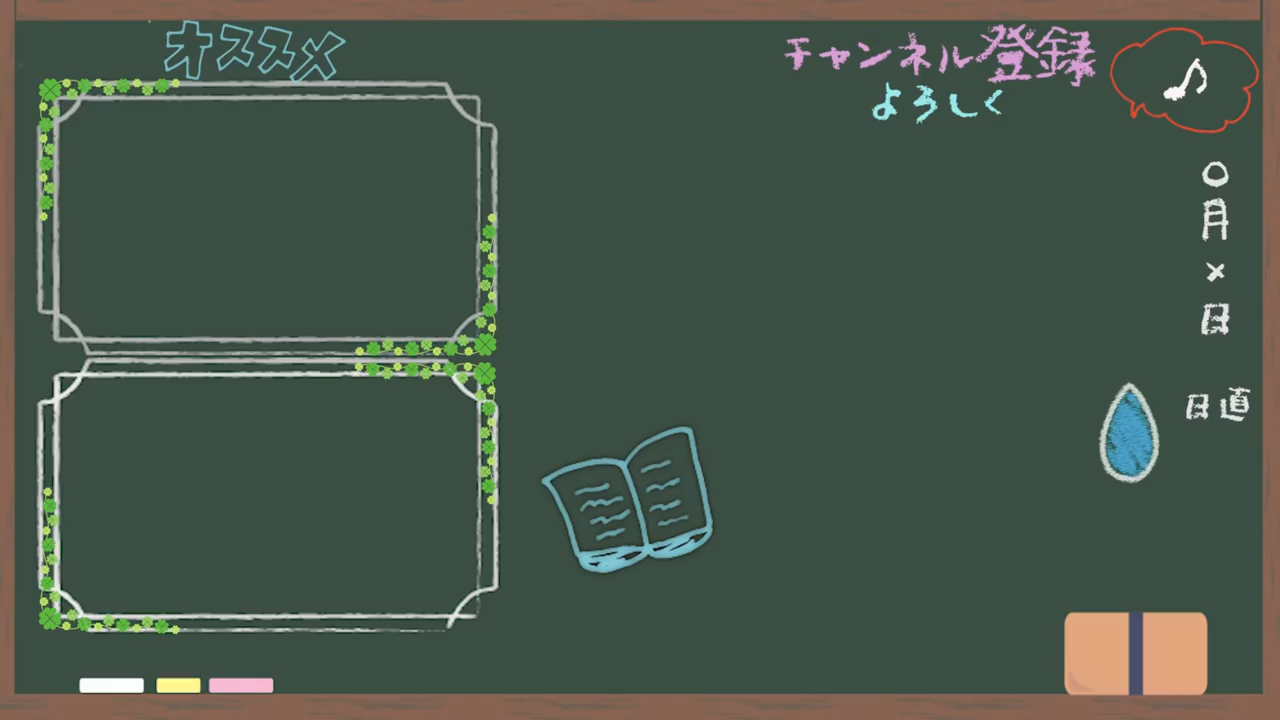 オススメ
チャンネル登録
よろしく
〇月×日
日直